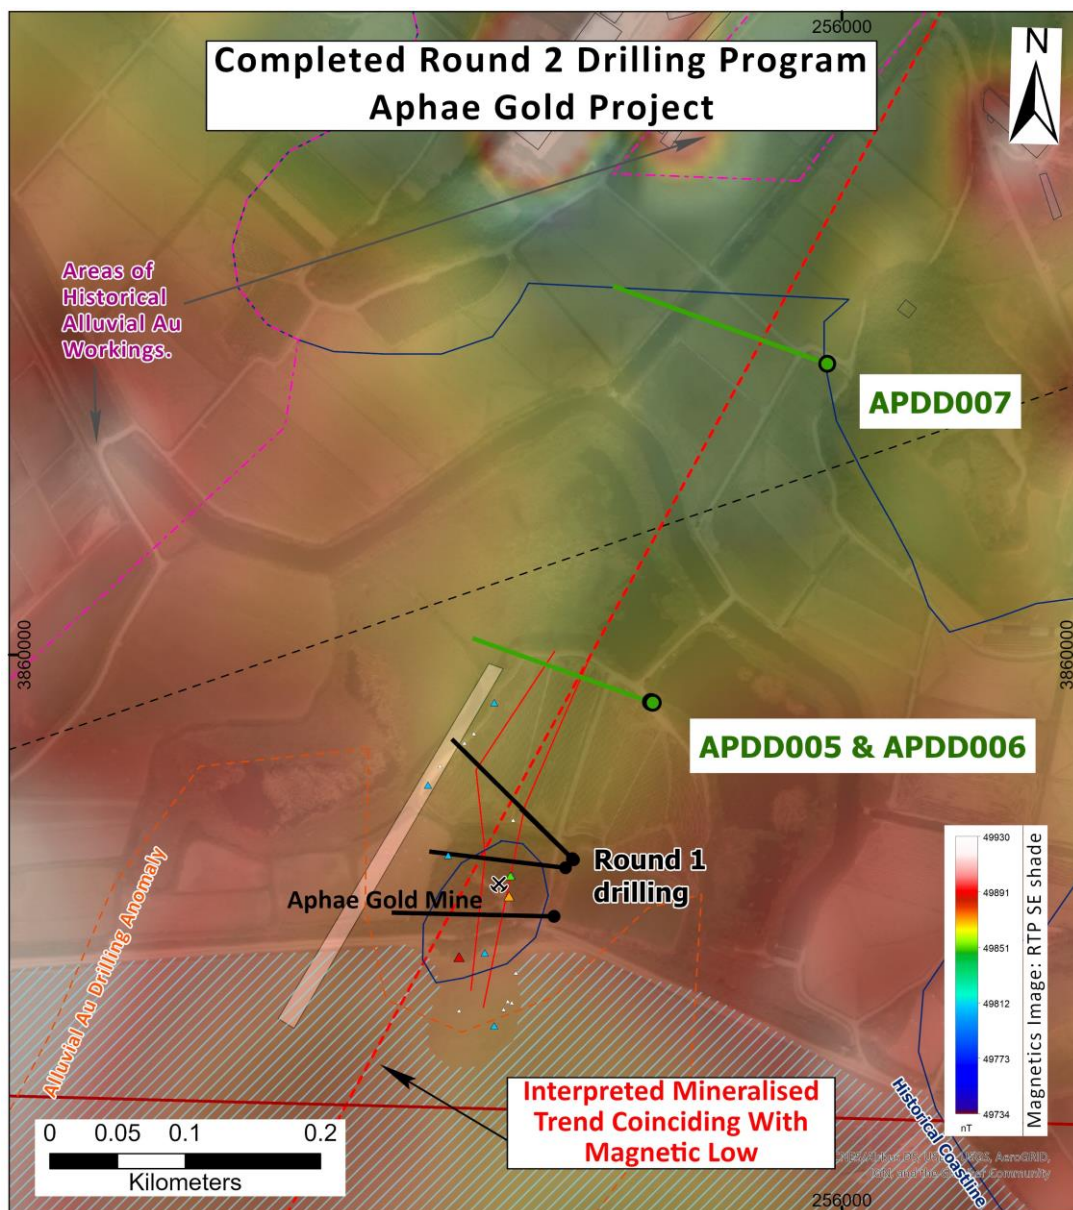 256000
Completed Round 2 Drilling Program
Aphae Gold Project
N
Areas of
Historical
Alluvial Au
Workings.
APDD007
3860000
3860000
APDD005 & APDD006
Round 1
drilling
Aphae Gold Mine
Alluvial Au Drilling Anomaly
49930
49891
49851
49812
49773
49734
nT
Magnetics Image: RTP SE shade
Interpreted Mineralised
Trend Coinciding With
Magnetic Low
Historical Coastline
0 0.05 0.1 0.2
Kilometers
AeroGRID,
Community
256000